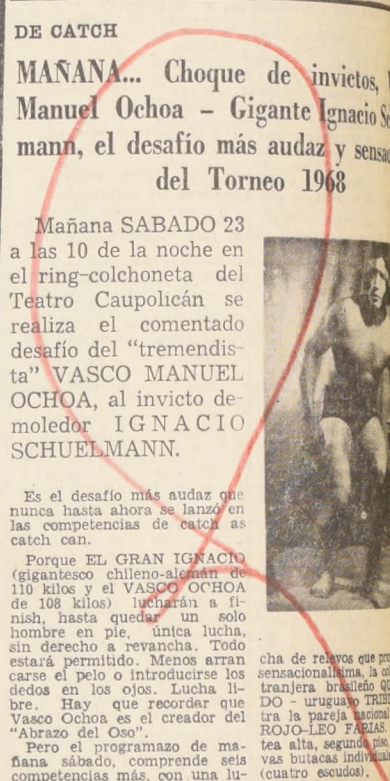 DE CATCH
MAÑANA... Choque de invictos,
Manuel Ochoa – Gigante Ignacio
mann, el desafío más audaz y
del Torneo 1968
Mañana SABADO 23
a las 10 de la noche en
el ring-colchoneta del
Teatro Caupolicán se
realiza el comentado
desafío del "tremendis-
ta" VASCO MANUEL
OCHOA, al invicto de-
moledor IGNACIO
SCHUELMANN.
Es el desafío más audaz que
nunca hasta ahora se lanzó en
las competencias de catch as
catch can.
Porque EL GRAN IGNACIO
(gigantesco chileno-alemán de
110 kilos y el VASCO OCHOA
de 108 kilos) lucharán a fi-
nish, hasta quedar un solo
hombre en pie, única lucha,
sin derecho a revancha. Todo
estará permitido. Menos arran
carse el pelo o introducirse los
dedos en los ojos. Lucha li-
bre. Hay que recordar que
Vasco Ochoa es el creador del
"Abrazo del Oso".
Pero el programazo de ma-
ñana sábado, comprende seis
competencias más, con una lu-
cha de relevos que
sensacionalísima, la
tranjera brasileño
DO – uruguayo
tra la pareja nacional
ROJO-LEO FARIAS.
tea alta, segundo
vas butacas
(cuatro escudos)